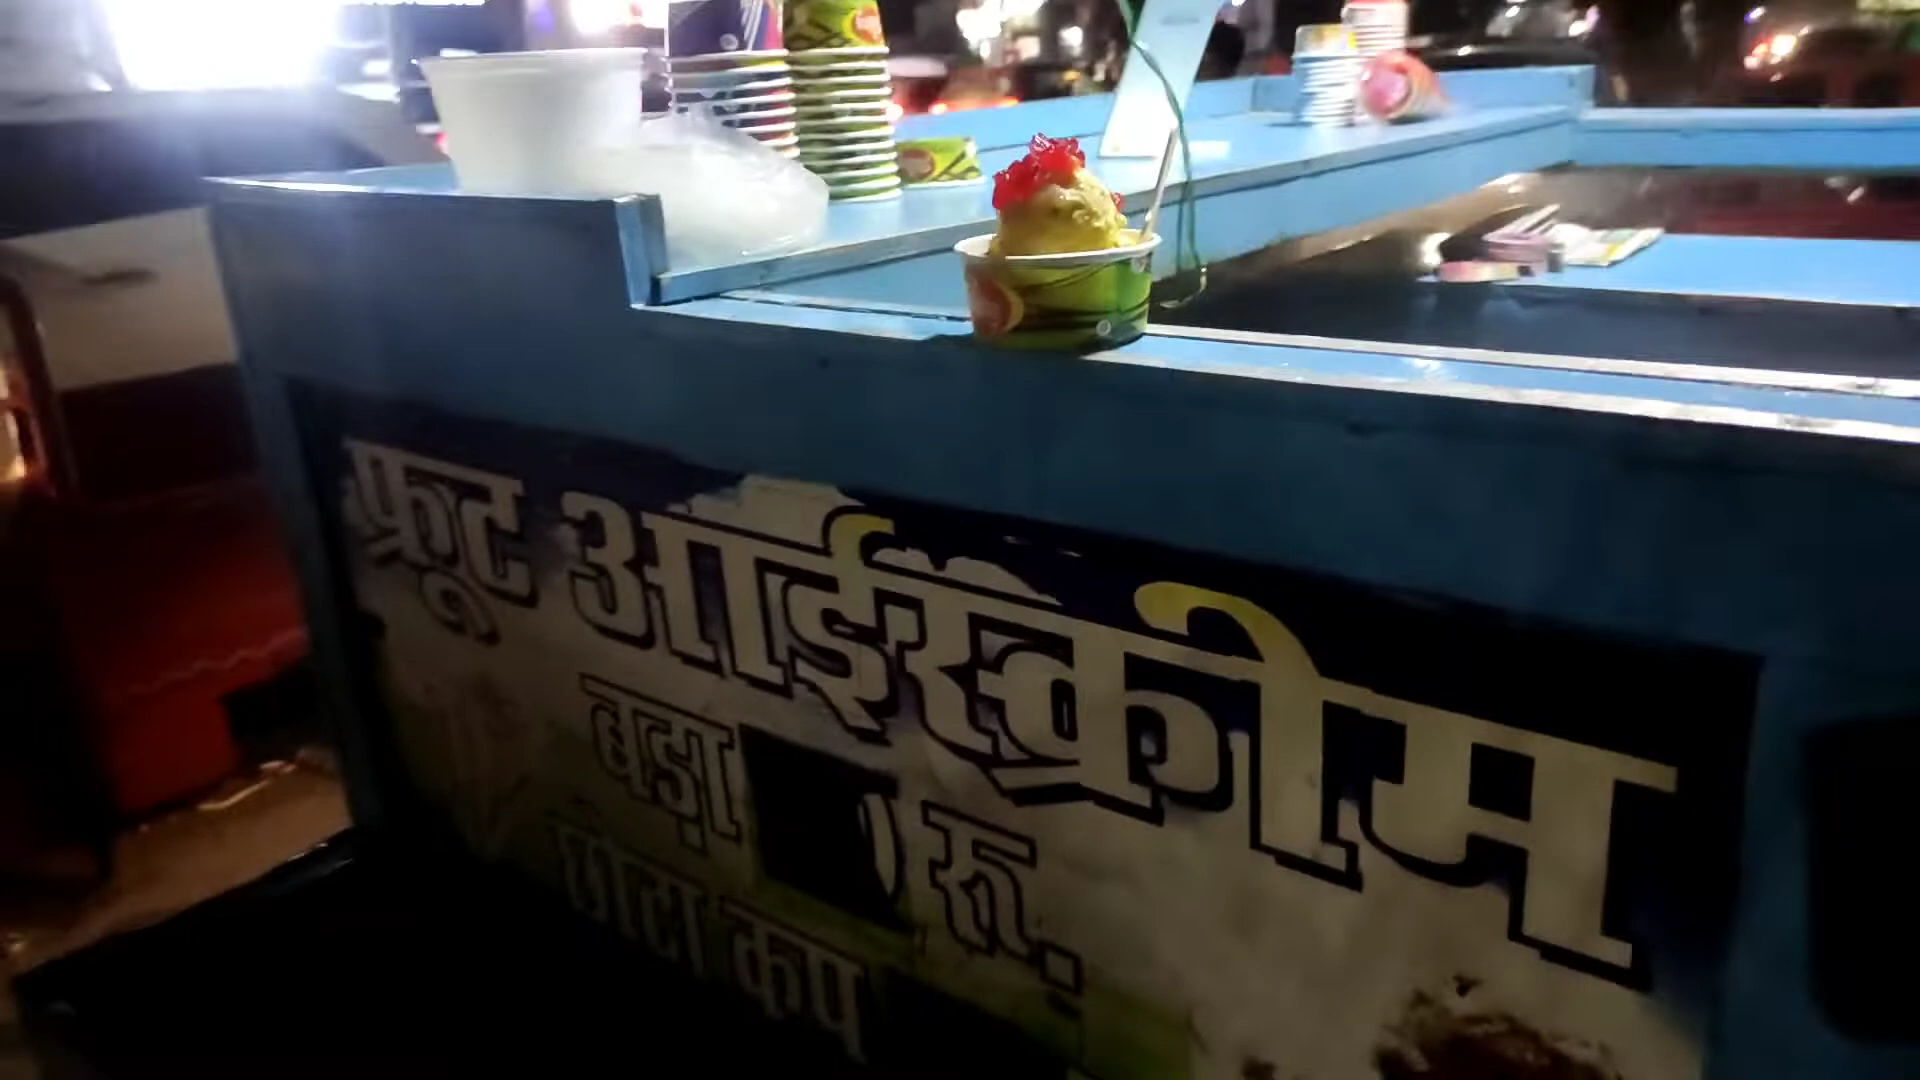 फ्रूट आईस्क्रीम
बड़ा रु.
छोटा कप